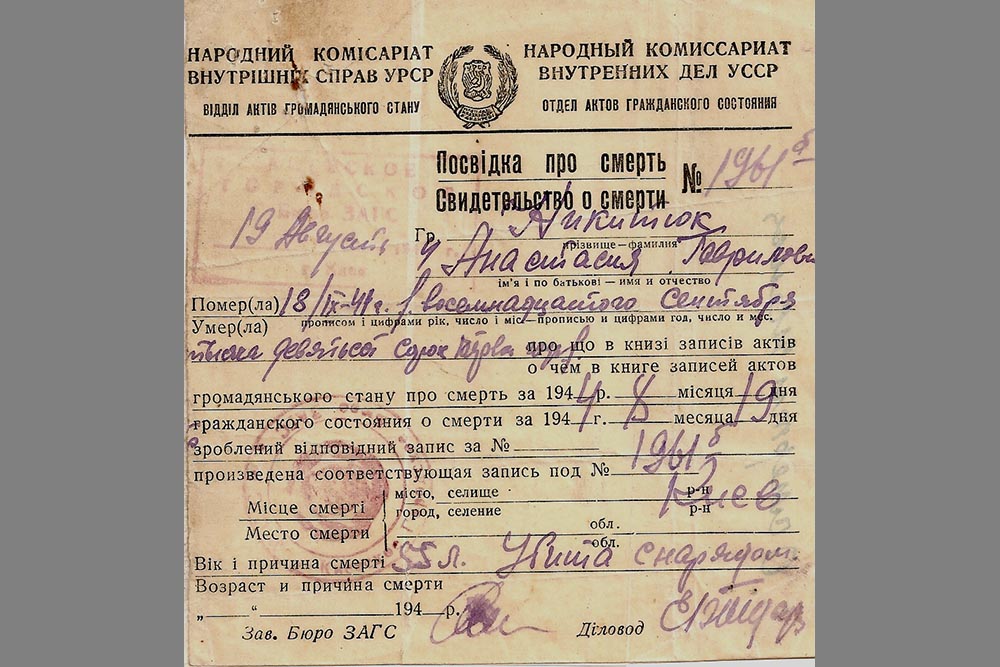 НАРОДНИЙ КОМІСАРІАТ
ВНУТРІШНІХ СПРАВ УРСР
ВІДДІЛ АКТІВ ГРОМАДЯНСЬКОГО СТАНУ
НАРОДНЫЙ КОМИССАРИАТ
ВНУТРЕННИХ ДЕЛ УССР
ОТДЕЛ АКТОВ ГРАЖДАНСКОГО СОСТОЯНИЯ
Посвідка про смерть
Свидетельство о смерти
№ 1961 б
ЗАГС
19 Августа
Гр. Никитюк
прізвище—фамилия
Анастасия Гаврилов
ім'я і по батькові — имя и отчество
Помер(ла) 18/IX-41 г. восемнадцатого Сентября
Умер(ла) прописом і цифрами рік, число і міс.—прописью и цифрами год, число и мес.
тысяча девятьсот Сорок про що в книзі записів актів
о чем в книге записей актов
громадянського стану про смерть за 1944 р. 8 місяця 19 дня
гражданского состояния о смерти за 1944 г. месяца дня
зроблений відповідний запис за №
произведена соответствующая запись под № 1961 б
Місце смерті
Место смерти
місто, селище р-н
город, селение Киев р-н
обл.
обл.
Вік і причина смерті 55 л. Убита снарядом
Возраст и причина смерти
„ “ 194 р.
Зав. Бюро ЗАГС Діловод